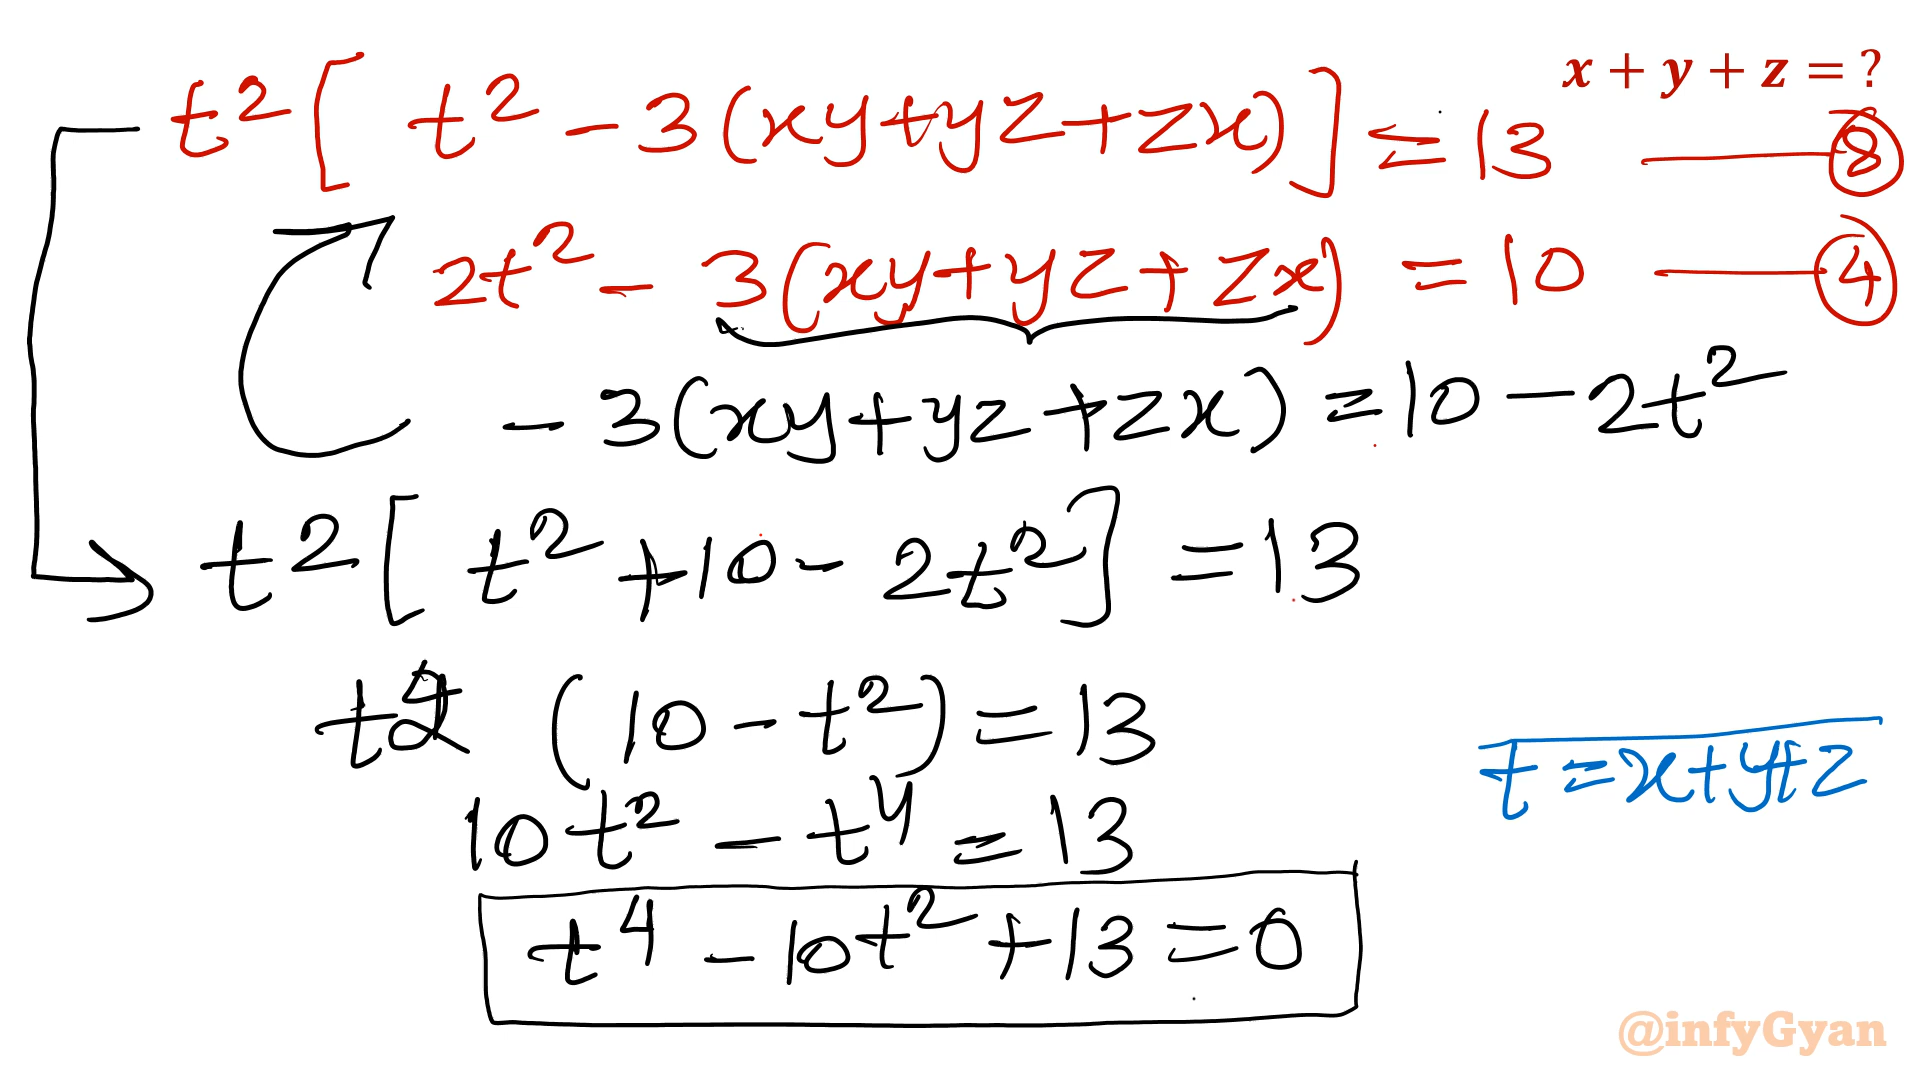 x + y + z = ?
t² [ t² - 3 (xy+yz+zx) ] = 13 ——— ⑧
2t² - 3 (xy+yz+zx) = 10 ——— ④
- 3 (xy+yz+zx) = 10 - 2t²
t² [ t² + 10 - 2t² ] = 13
t² (10 - t²) = 13
t = x+y+z
10t² - t⁴ = 13
t⁴ - 10t² + 13 = 0
@infyGyan